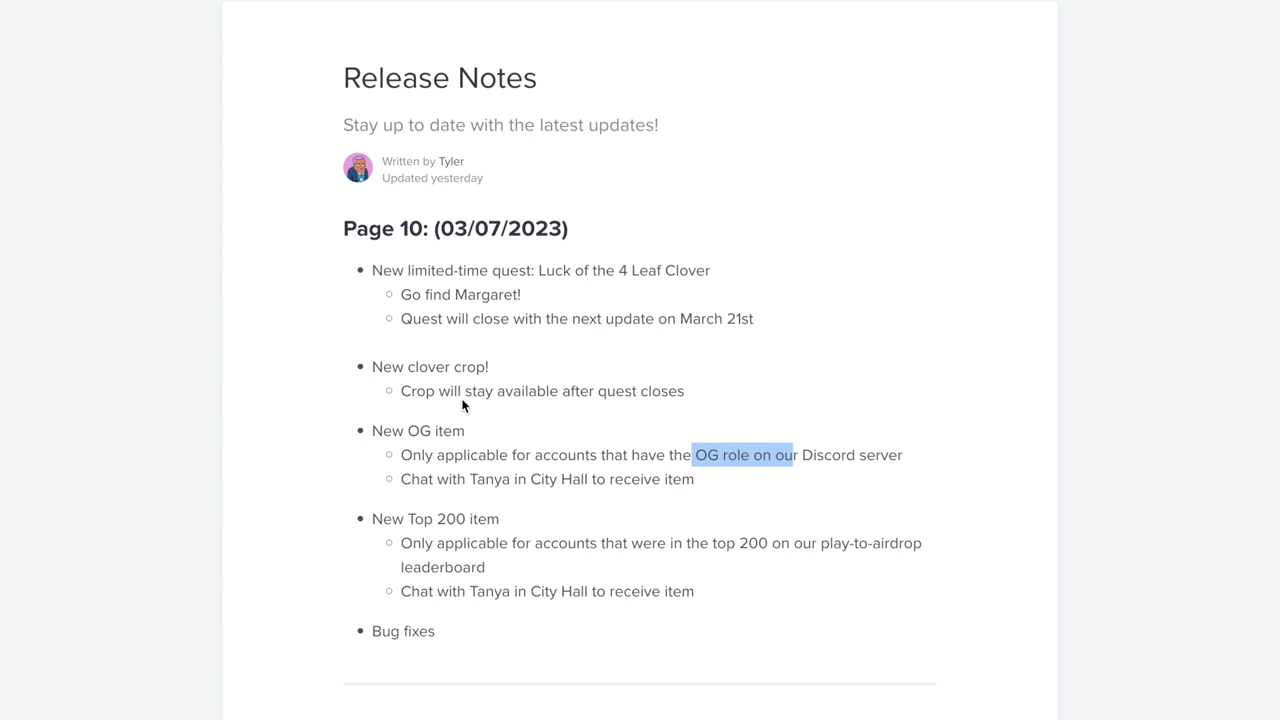 Release Notes
Stay up to date with the latest updates!
Written by Tyler
Updated yesterday
Page 10: (03/07/2023)
New limited-time quest: Luck of the 4 Leaf Clover
Go find Margaret!
Quest will close with the next update on March 21st
New clover crop!
Crop will stay available after quest closes
New OG item
Only applicable for accounts that have the OG role on our Discord server
Chat with Tanya in City Hall to receive item
New Top 200 item
Only applicable for accounts that were in the top 200 on our play-to-airdrop
leaderboard
Chat with Tanya in City Hall to receive item
Bug fixes